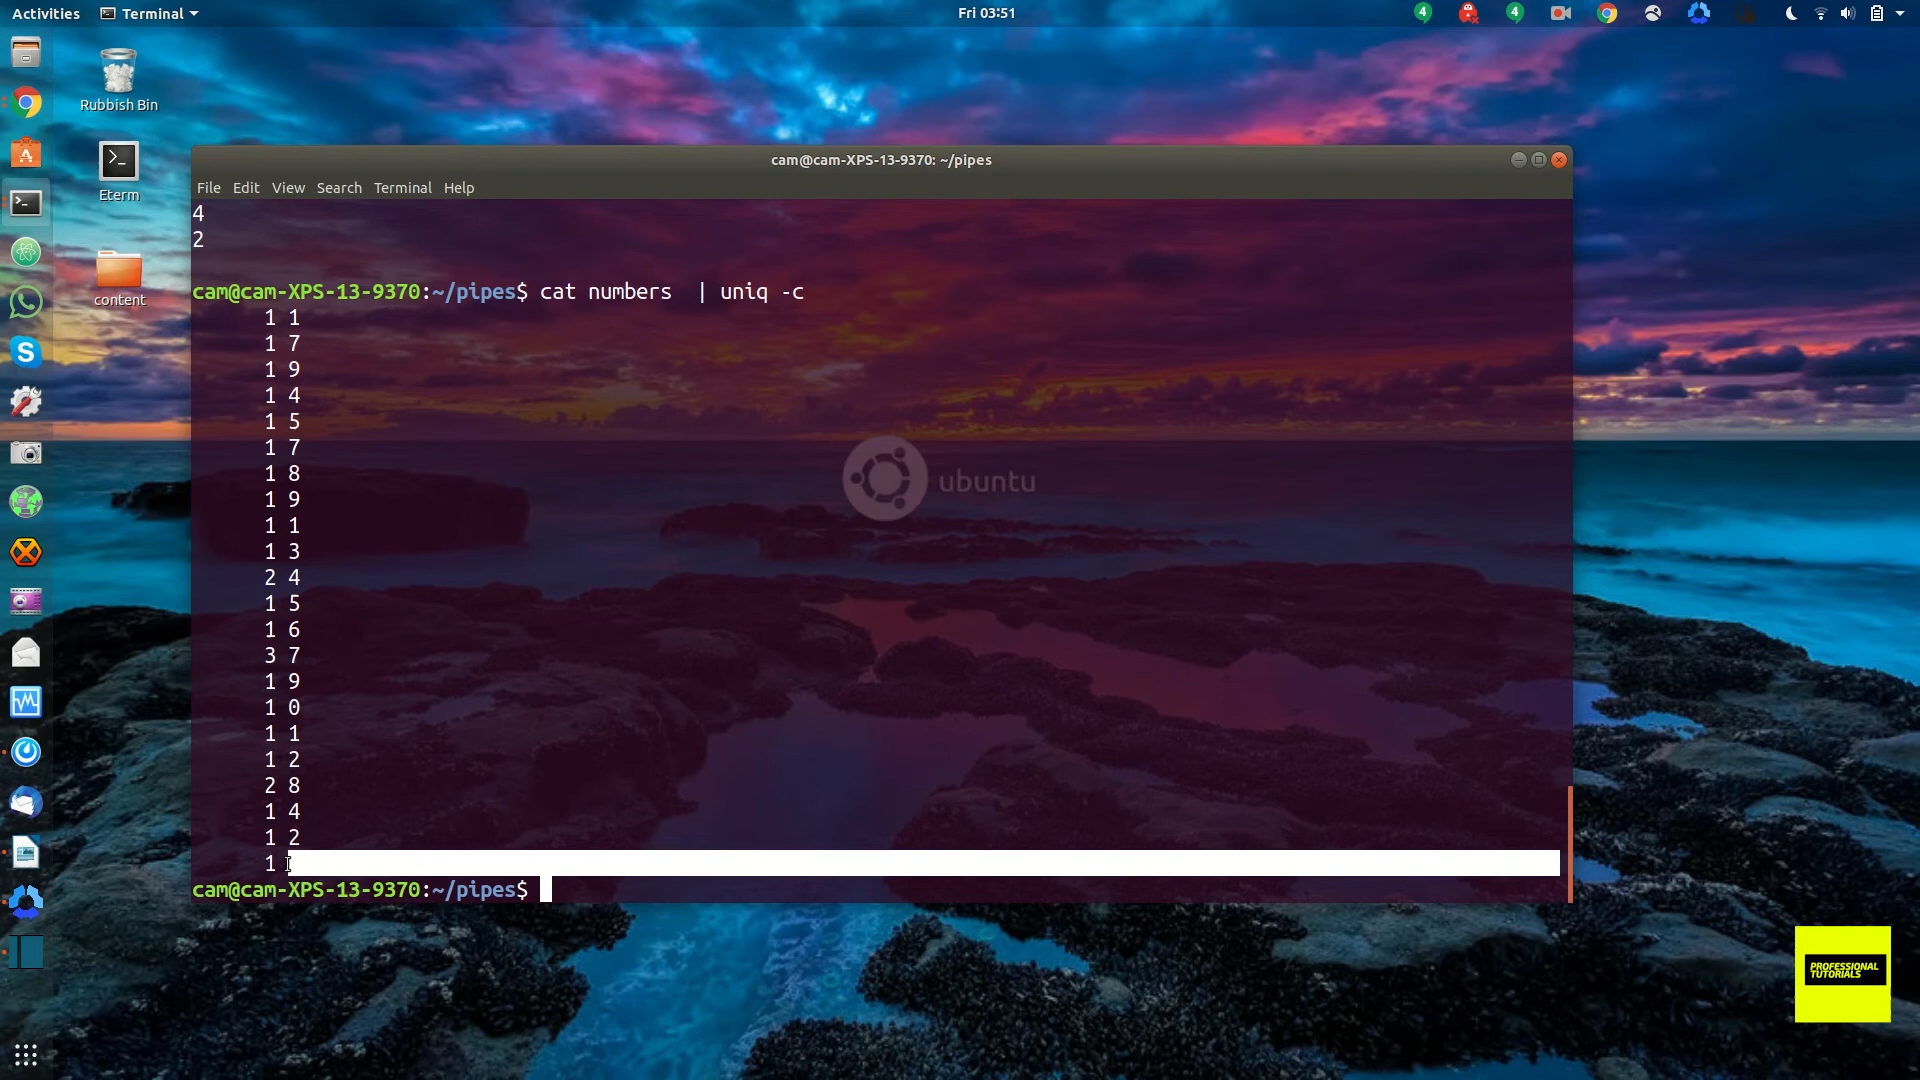 Activities Terminal Fri 03:51 4 4
Rubbish Bin
Eterm
content
cam@cam-XPS-13-9370: ~/pipes
File Edit View Search Terminal Help
4
2
cam@cam-XPS-13-9370:~/pipes$ cat numbers  | uniq -c
1 1
1 7
1 9
1 4
1 5
1 7
1 8
1 9
1 1
1 3
2 4
1 5
1 6
3 7
1 9
1 0
1 1
1 2
2 8
1 4
1 2
1
cam@cam-XPS-13-9370:~/pipes$
ubuntu
PROFESSIONAL
TUTORIALS